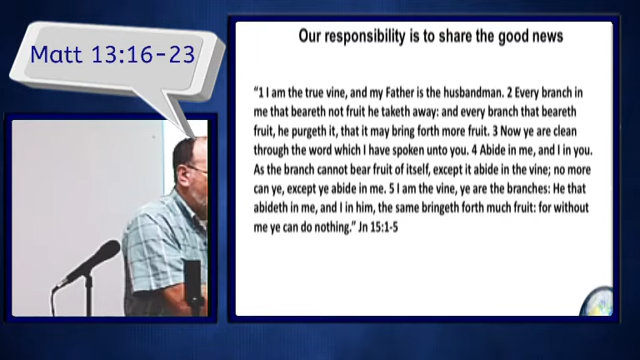 Matt 13:16-23
Our responsibility is to share the good news
“1 I am the true vine, and my Father is the husbandman. 2 Every branch in
me that beareth not fruit he taketh away: and every branch that beareth
fruit, he purgeth it, that it may bring forth more fruit. 3 Now ye are clean
through the word which I have spoken unto you. 4 Abide in me, and I in you.
As the branch cannot bear fruit of itself, except it abide in the vine; no more
can ye, except ye abide in me. 5 I am the vine, ye are the branches: He that
abideth in me, and I in him, the same bringeth forth much fruit: for without
me ye can do nothing.” Jn 15:1-5